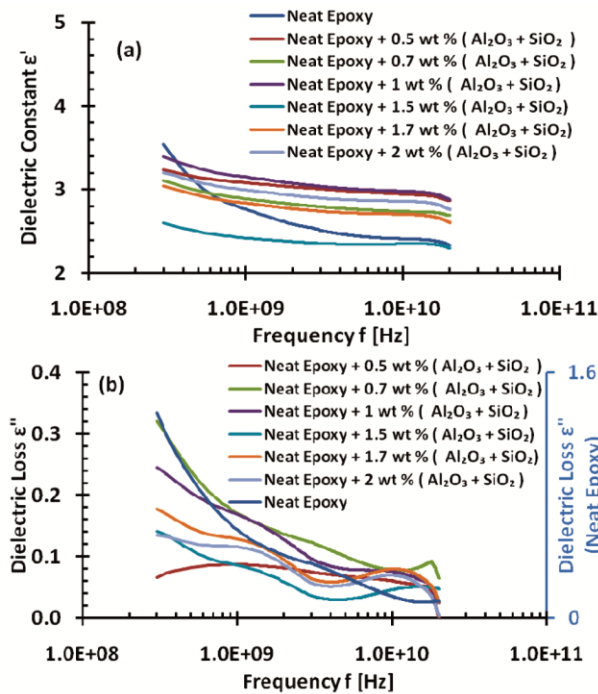 (a)
Neat Epoxy
Neat Epoxy + 0.5 wt % ( Al₂O₃ + SiO₂ )
Neat Epoxy + 0.7 wt % ( Al₂O₃ + SiO₂ )
Neat Epoxy + 1 wt % ( Al₂O₃ + SiO₂)
Neat Epoxy + 1.5 wt % ( Al₂O₃ + SiO₂)
Neat Epoxy + 1.7 wt % ( Al₂O₃ + SiO₂)
Neat Epoxy + 2 wt % ( Al₂O₃ + SiO₂)
Dielectric Constant ε'
5
4
3
2
1.0E+08 1.0E+09 1.0E+10 1.0E+11
Frequency f [Hz]
(b)
Neat Epoxy + 0.5 wt % ( Al₂O₃ + SiO₂ )
Neat Epoxy + 0.7 wt % ( Al₂O₃ + SiO₂ )
Neat Epoxy + 1 wt % ( Al₂O₃ + SiO₂)
Neat Epoxy + 1.5 wt % ( Al₂O₃ + SiO₂)
Neat Epoxy + 1.7 wt % ( Al₂O₃ + SiO₂)
Neat Epoxy + 2 wt % ( Al₂O₃ + SiO₂)
Neat Epoxy
Dielectric Loss ε"
0.4
0.3
0.2
0.1
0.0
1.6
0
Dielectric Loss ε"
(Neat Epoxy)
1.0E+08 1.0E+09 1.0E+10 1.0E+11
Frequency f [Hz]